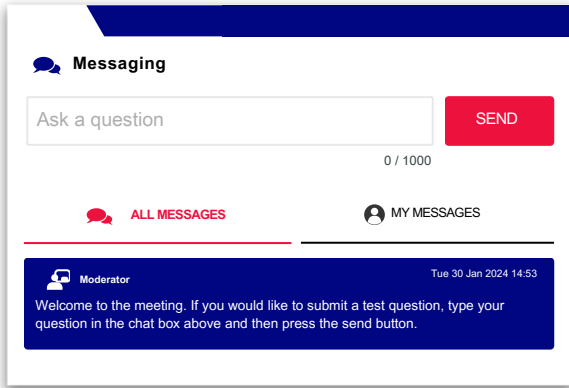 Messaging
Ask a question
SEND
0 / 1000
ALL MESSAGES
MY MESSAGES
Moderator
Tue 30 Jan 2024 14:53
Welcome to the meeting. If you would like to submit a test question, type your
question in the chat box above and then press the send button.